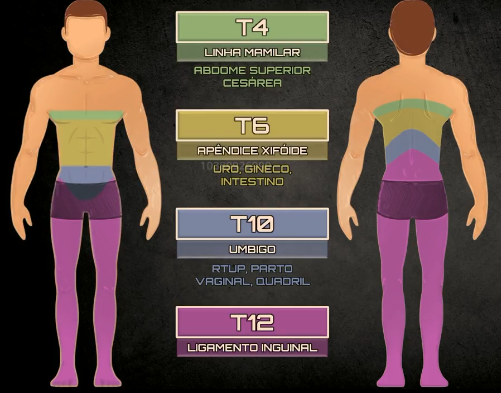 T4
LINHA MAMILAR
ABDOME SUPERIOR
CESÁREA
T6
APÊNDICE XIFÓIDE
URO, GINECO,
INTESTINO
T10
UMBIGO
RTUP, PARTO
VAGINAL, QUADRIL
T12
LIGAMENTO INGUINAL